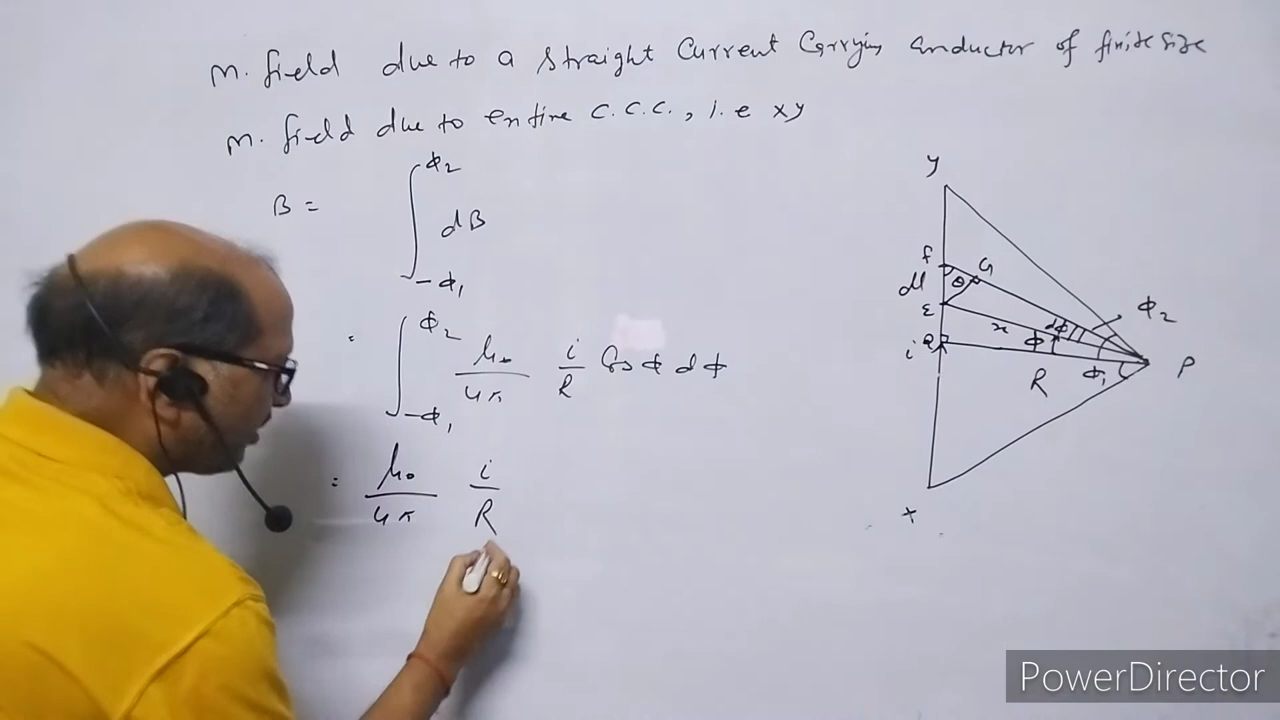 M. field due to a straight Current Carrying Conductor of finite size
M. field due to entire C.C.C., i.e xy
B = ∫_{-ϕ₁}^{ϕ₂} dB
= ∫_{-ϕ₁}^{ϕ₂} μ₀/4π i/R Cos ϕ dϕ
= μ₀/4π i/R
y
f
G
dl
θ
E
x
dϕ
ϕ
ϕ₂
i
Q
R
ϕ₁
P
x
PowerDirector